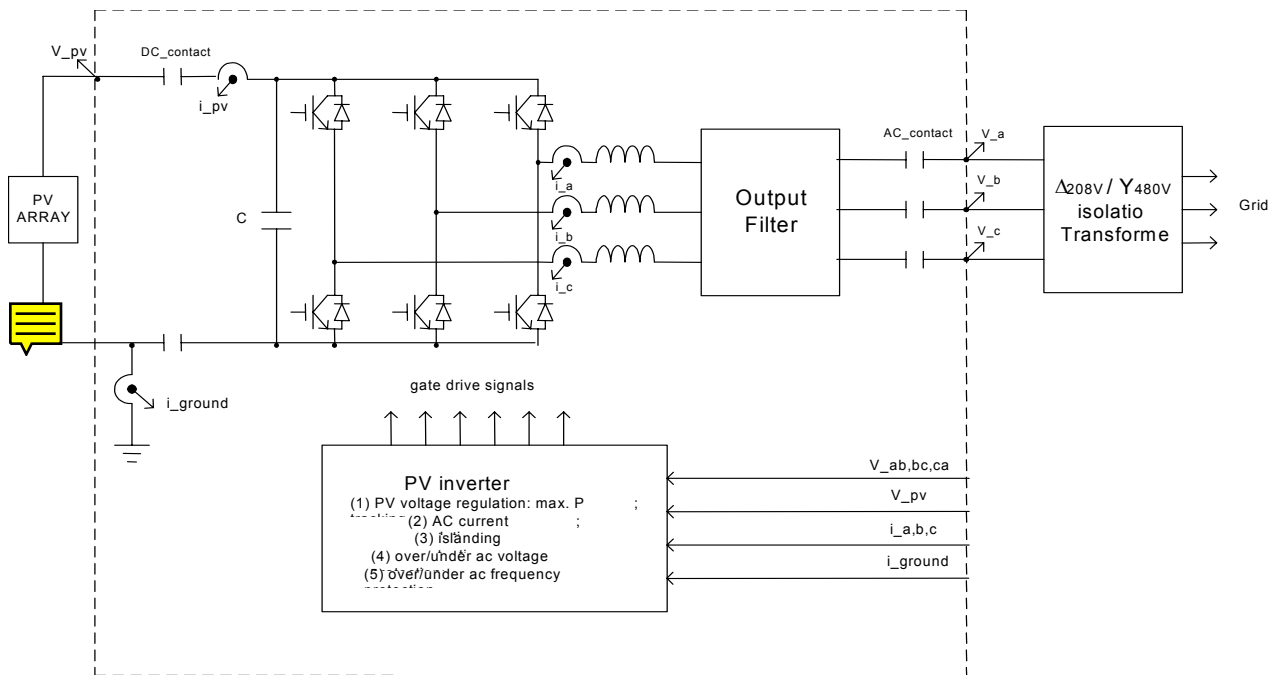 V_pv
DC_contact
i_pv
PV
ARRAY
C
i_a
i_b
i_c
Output
Filter
AC_contact
V_a
V_b
V_c
Δ208V / Y480V
isolatio
Transforme
Grid
i_ground
gate drive signals
PV inverter
(1) PV voltage regulation: max. P ;
(2) AC current ;
(3) islanding
(4) over/under ac voltage
(5) over/under ac frequency
V_ab,bc,ca
V_pv
i_a,b,c
i_ground